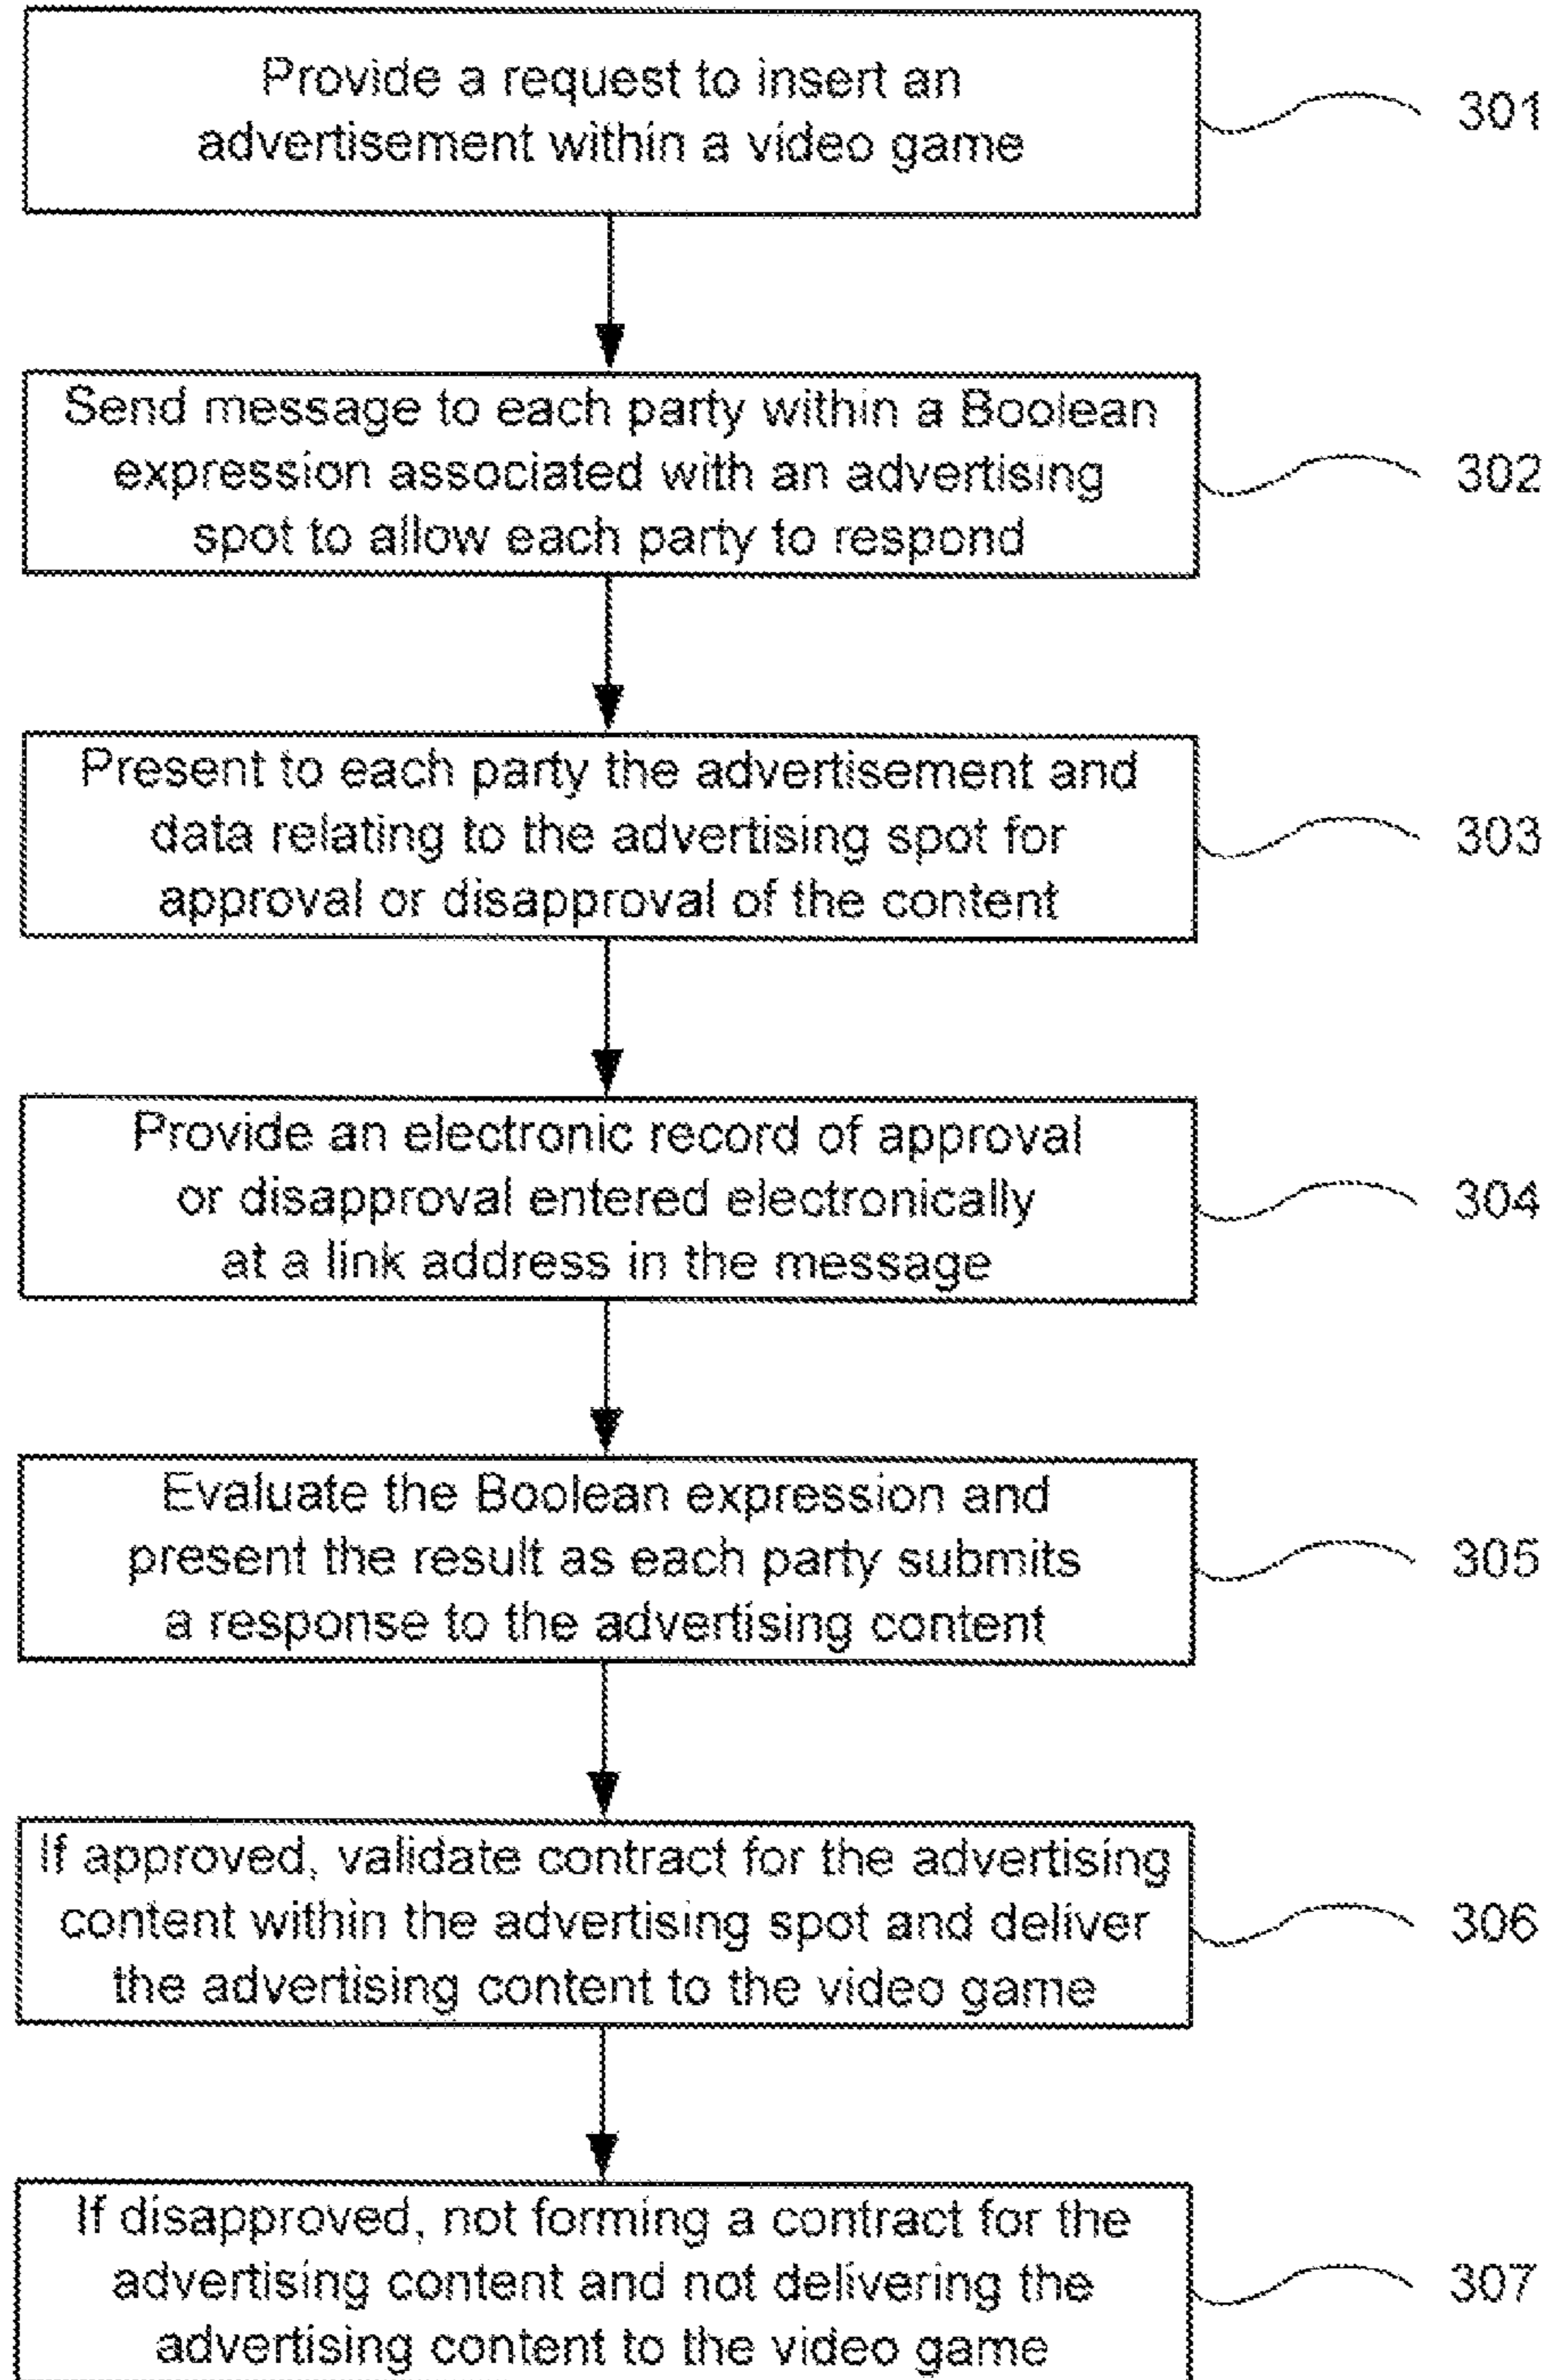 Provide a request to insert an
advertisement within a video game
301
Send message to each party within a Boolean
expression associated with an advertising
spot to allow each party to respond
302
Present to each party the advertisement and
data relating to the advertising spot for
approval or disapproval of the content
303
Provide an electronic record of approval
or disapproval entered electronically
at a link address in the message
304
Evaluate the Boolean expression and
present the result as each party submits
a response to the advertising content
305
If approved, validate contract for the advertising
content within the advertising spot and deliver
the advertising content to the video game
306
If disapproved, not forming a contract for the
advertising content and not delivering the
advertising content to the video game
307